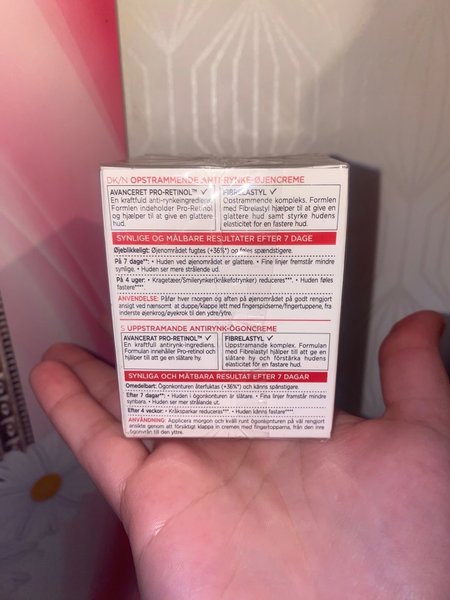 DK/N OPSTRAMMENDE ANTI-RYNKE-ØJENCREME
AVANCERET PRO-RETINOL™ ✓
En kraftfuld anti-rynkeingrediens.
Formlen indeholder Pro-Retinol
og hjælper til at give en glattere
hud.
FIBRELASTYL ✓
Opstrammende kompleks. Formlen
med Fibrelastyl hjælper til at give en
glattere hud samt styrke hudens
elasticitet for en fastere hud.
SYNLIGE OG MÅLBARE RESULTATER EFTER 7 DAGE
Øjeblikkeligt: Øjenområdet fugtes (+36%*) og føles spændstigere.
På 7 dage**: • Huden ved øjenområdet er glattere. • Fine linjer fremstår mindre
synlige. • Huden ser mere strålende ud.
På 4 uger: • Kragetæer/Smilerynker(kråkefotrynker) reduceres***. • Huden føles
fastere****.
ANVENDELSE: Påfør hver morgen og aften på øjenområdet på godt rengjort
ansigt ved nænsomt at duppe/klappe lett med fingerspidserne/fingertuppene, fra
inderste øjenkrog/øyekrok til den ydre/ytre.
S UPPSTRAMANDE ANTIRYNK-ÖGONCREME
AVANCERAT PRO-RETINOL™ ✓
En kraftfull antirynk-ingrediens.
Formulan innehåller Pro-retinol och
hjälper till att ge en slätare hy.
FIBRELASTYL ✓
Uppstramande komplex. Formulan
med Fibrelastyl hjälper till att ge en
slätare hy och förstärka hudens
elasticitet för en fastare hud.
SYNLIGA OCH MÄTBARA RESULTAT EFTER 7 DAGAR
Omedelbart: Ögonkonturen återfuktas (+36%*) och känns spänstigare.
Efter 7 dagar**: • Huden i ögonkonturen är slätare. • Fina linjer framstår mindre
synbara. • Huden ser mer strålande ut.
Efter 4 veckor: • Kråksparkar reduceras***. • Huden känns fastare****.
ANVÄNDNING: Applicera morgon och kväll runt ögonkonturen på väl rengjort
ansikte genom att försiktigt klappa in cremen med fingertopparna, från den inre
ögonvrån till den yttre.